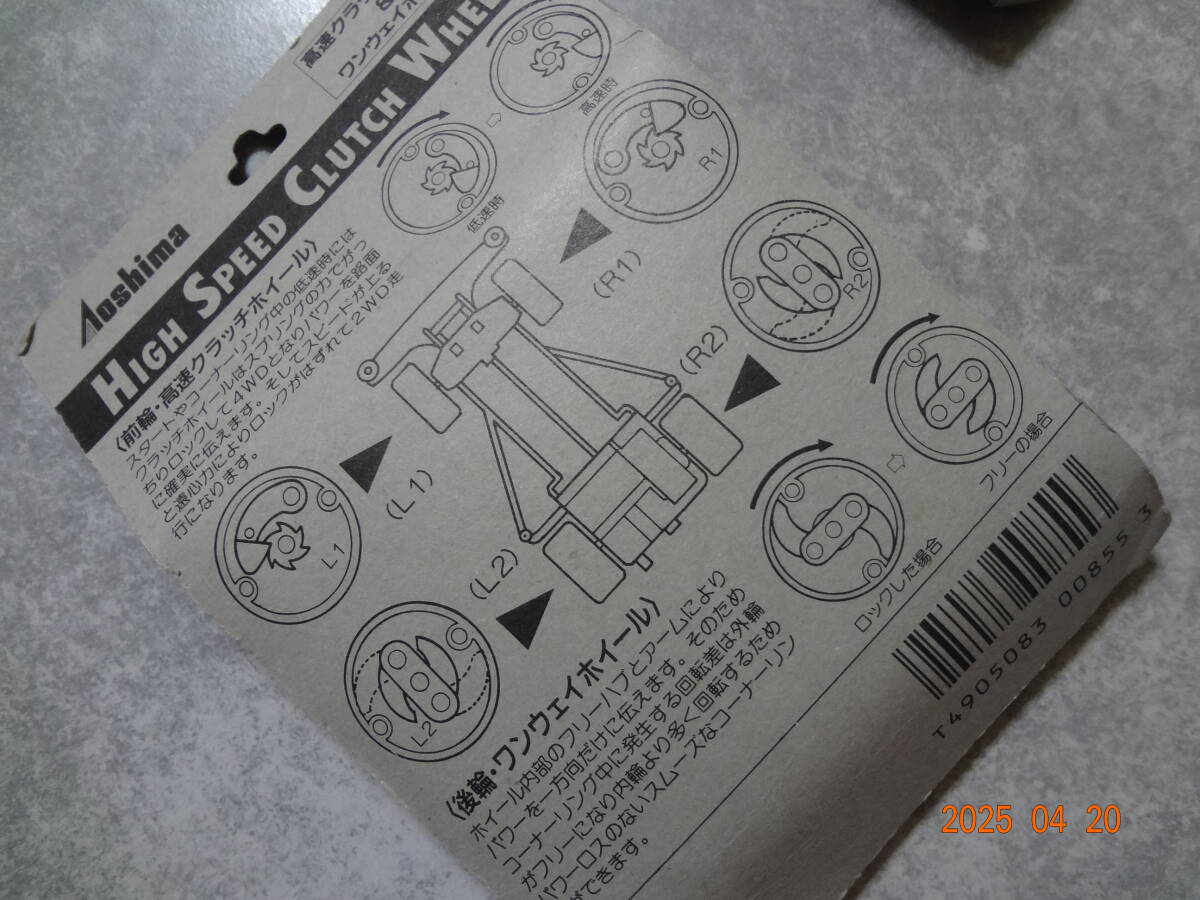 高速クラッ
&
ワンウェイホ
Aoshima
HIGH SPEED CLUTCH WHEE
〈前輪・高速クラッチホイール〉
スタートやコーナーリング中の低速時には
クラッチホイールはスプリングの力でがっ
ちりロックして4WDとなりパワーを路面
に確実に伝えます。そしてスピードが上る
と遠心力によりロックがはずれて2WD走
行になります。
低速時
高速時
R1
(R1)
R2
(R2)
L1
(L1)
L2
(L2)
フリーの場合
ロックした場合
〈後輪・ワンウェイホイール〉
ホイール内部のフリーハブとアームにより
パワーを一方向だけに伝えます。そのため
コーナーリング中に発生する回転差は外輪
がフリーになり内輪より多く回転するため
パワーロスのないスムーズなコーナーリン
ができます。
T4905083 00855 3
2025 04 20